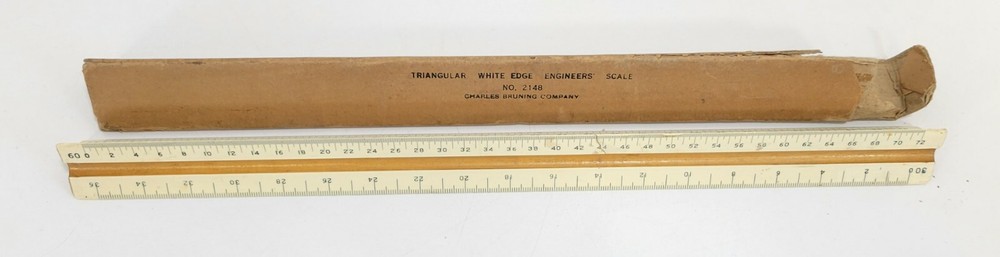 TRIANGULAR WHITE EDGE ENGINEERS' SCALE
NO. 2148
CHARLES BRUNING COMPANY
60 0 2 4 6 8 10 12 14 16 18 20 22 24 26 28 30 32 34 36 38 40 42 44 46 48 50 52 54 56 58 60 62 64 66 68 70 72
36 34 32 30 28 26 24 22 20 18 16 14 12 10 8 6 4 2 0 30